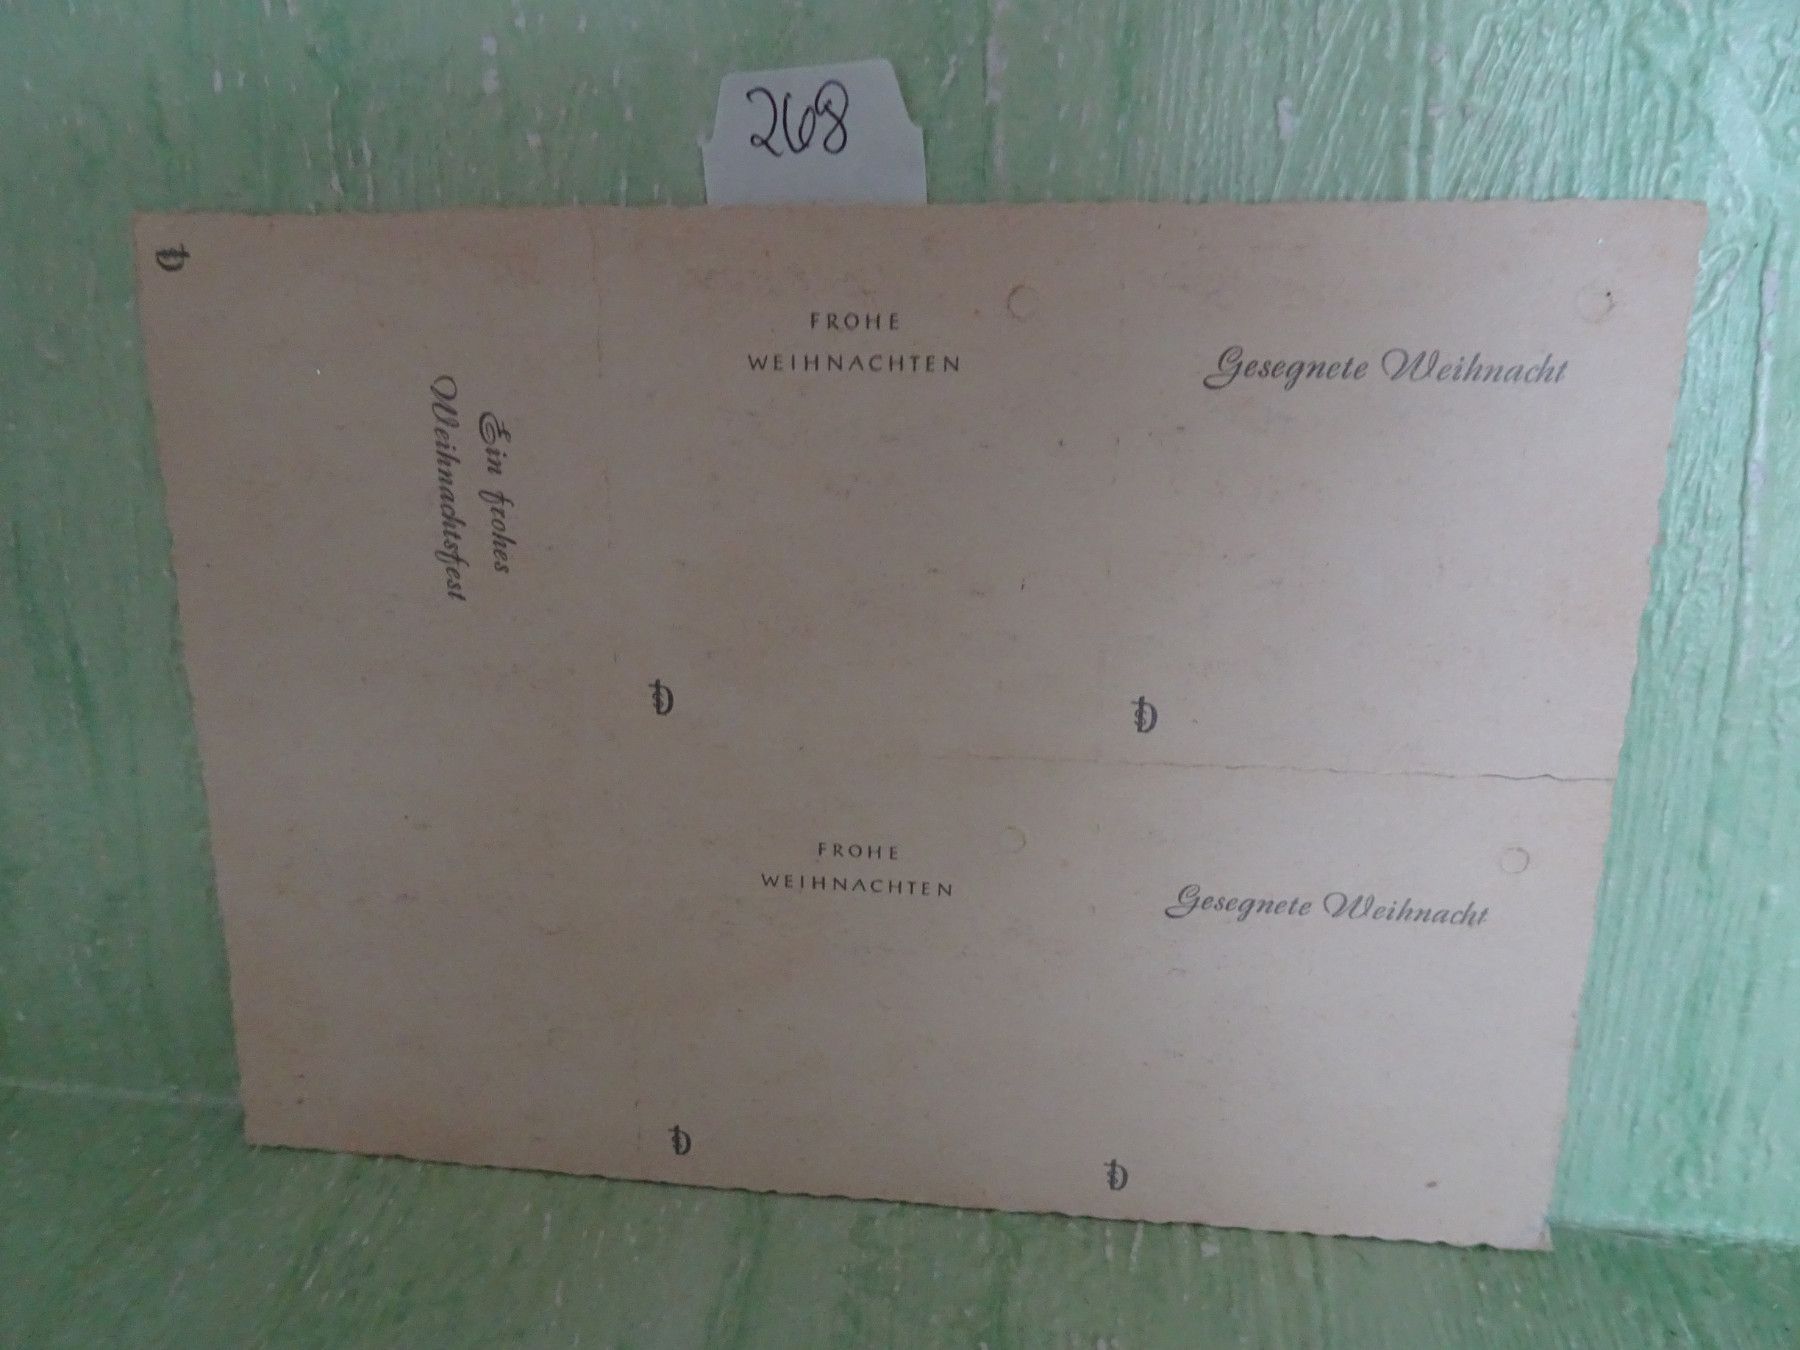 268
FROHE
WEIHNACHTEN
Gesegnete Weihnacht
Ein frohes
Weihnachtsfest
FROHE
WEIHNACHTEN
Gesegnete Weihnacht